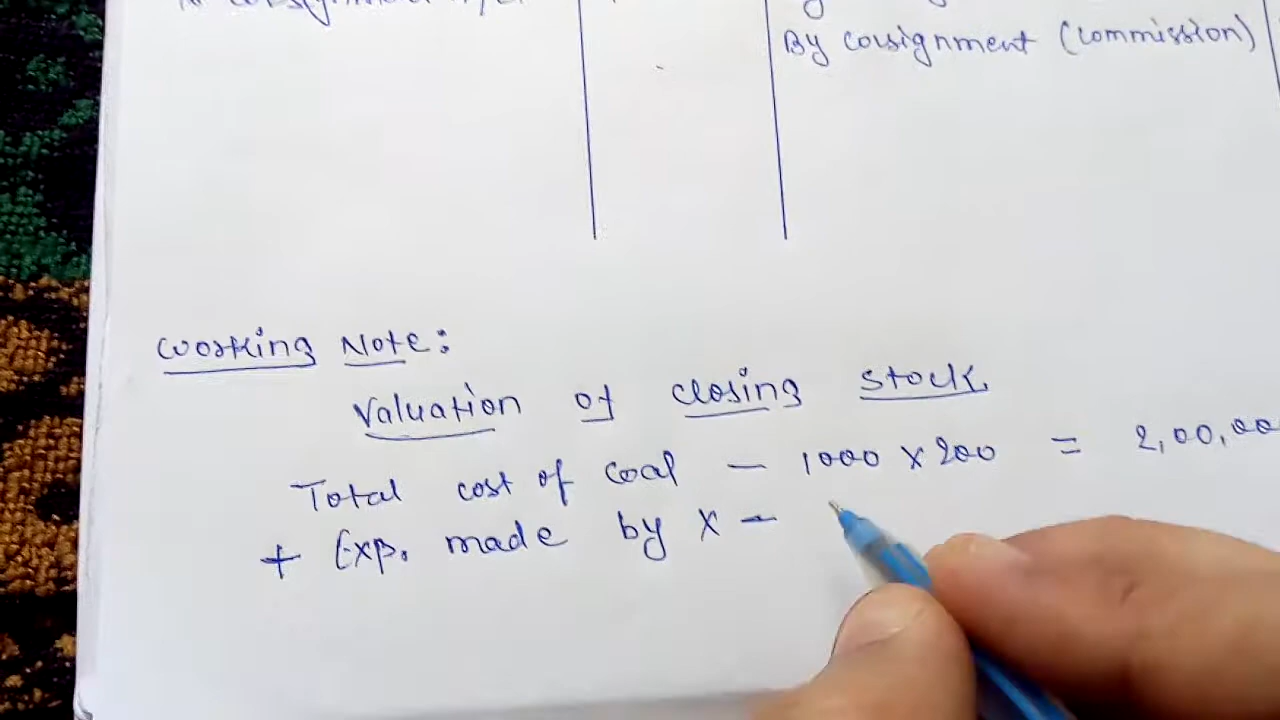 By consignment (commission)
Working Note:
Valuation of closing stock
Total cost of coal – 1000 x 200 = 2,00,00
+ Exp. made by X –